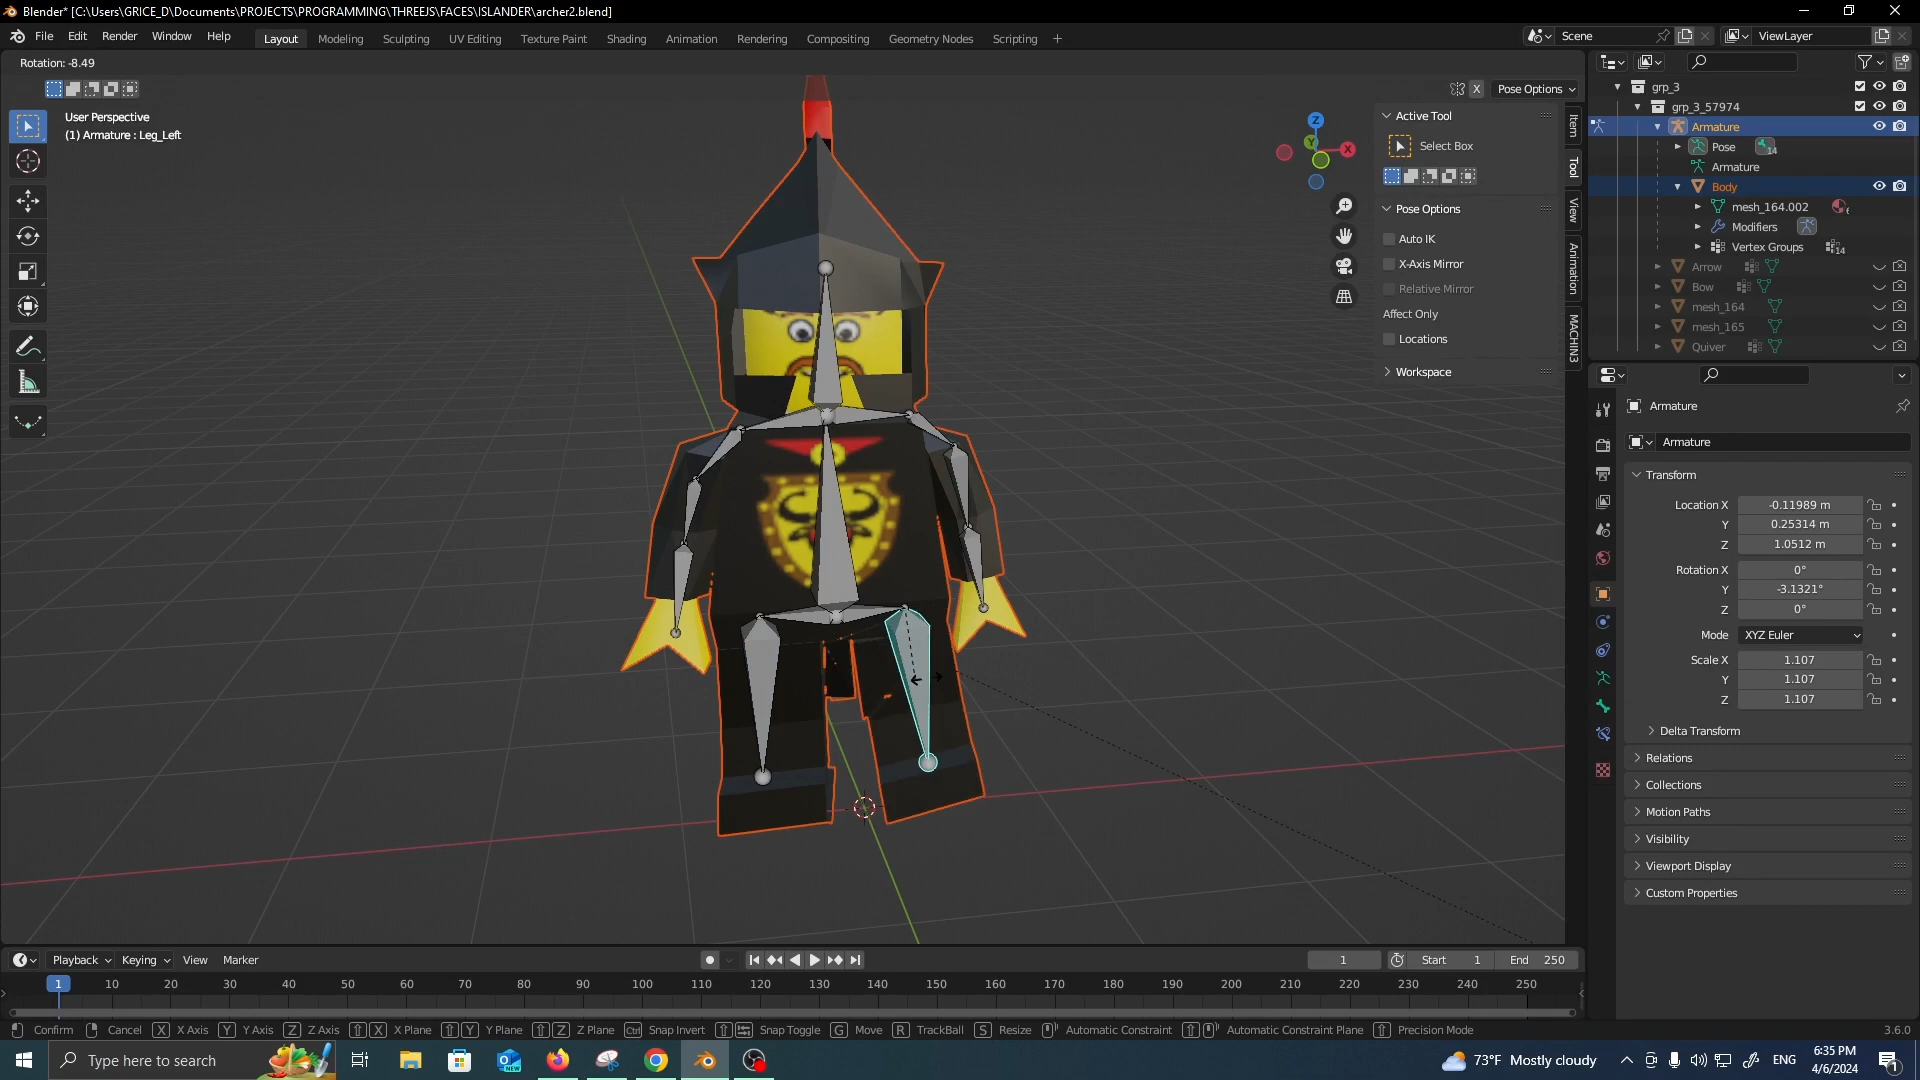 Blender* [C:\Users\GRICE_D\Documents\PROJECTS\PROGRAMMING\THREEJS\FACES\ISLANDER\archer2.blend]
File Edit Render Window Help Layout Modeling Sculpting UV Editing Texture Paint Shading Animation Rendering Compositing Geometry Nodes Scripting + Scene ViewLayer
Rotation: -8.49
X Pose Options
User Perspective
(1) Armature : Leg_Left
Z
Y
X
Active Tool
Select Box
Pose Options
Auto IK
X-Axis Mirror
Relative Mirror
Affect Only
Locations
Workspace
Item
Tool
View
Animation
MACHIN3
grp_3
grp_3_57974
Armature
Pose 14
Armature
Body
mesh_164.002 6
Modifiers
Vertex Groups 14
Arrow
Bow
mesh_164
mesh_165
Quiver
Armature
Armature
Transform
Location X -0.11989 m
Y 0.25314 m
Z 1.0512 m
Rotation X 0°
Y -3.1321°
Z 0°
Mode XYZ Euler
Scale X 1.107
Y 1.107
Z 1.107
Delta Transform
Relations
Collections
Motion Paths
Visibility
Viewport Display
Custom Properties
Playback Keying View Marker 1 Start 1 End 250
1 10 20 30 40 50 60 70 80 90 100 110 120 130 140 150 160 170 180 190 200 210 220 230 240 250
Confirm Cancel X X Axis Y Y Axis Z Z Axis X X Plane Y Y Plane Z Z Plane Ctrl Snap Invert Snap Toggle G Move R TrackBall S Resize Automatic Constraint Automatic Constraint Plane Precision Mode 3.6.0
Type here to search NEW 73°F Mostly cloudy ENG 6:35 PM
4/6/2024 1